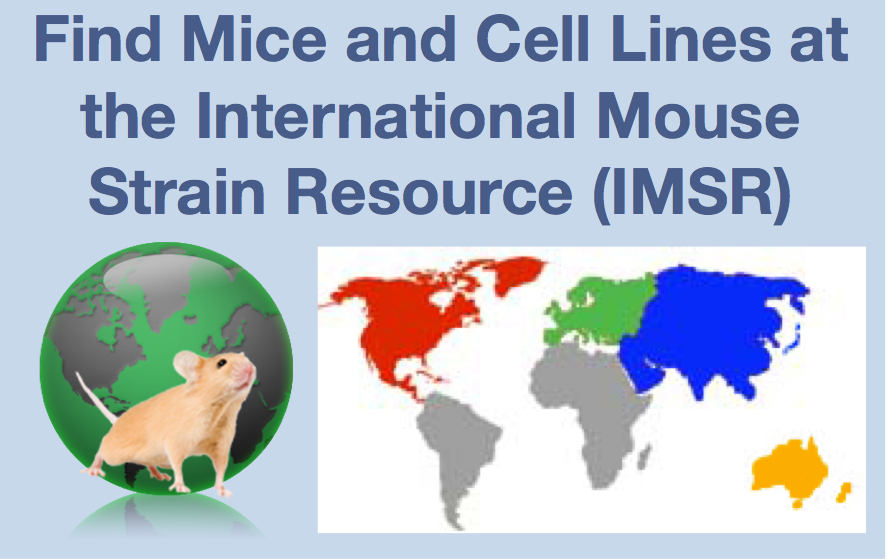 Find Mice and Cell Lines at
the International Mouse
Strain Resource (IMSR)